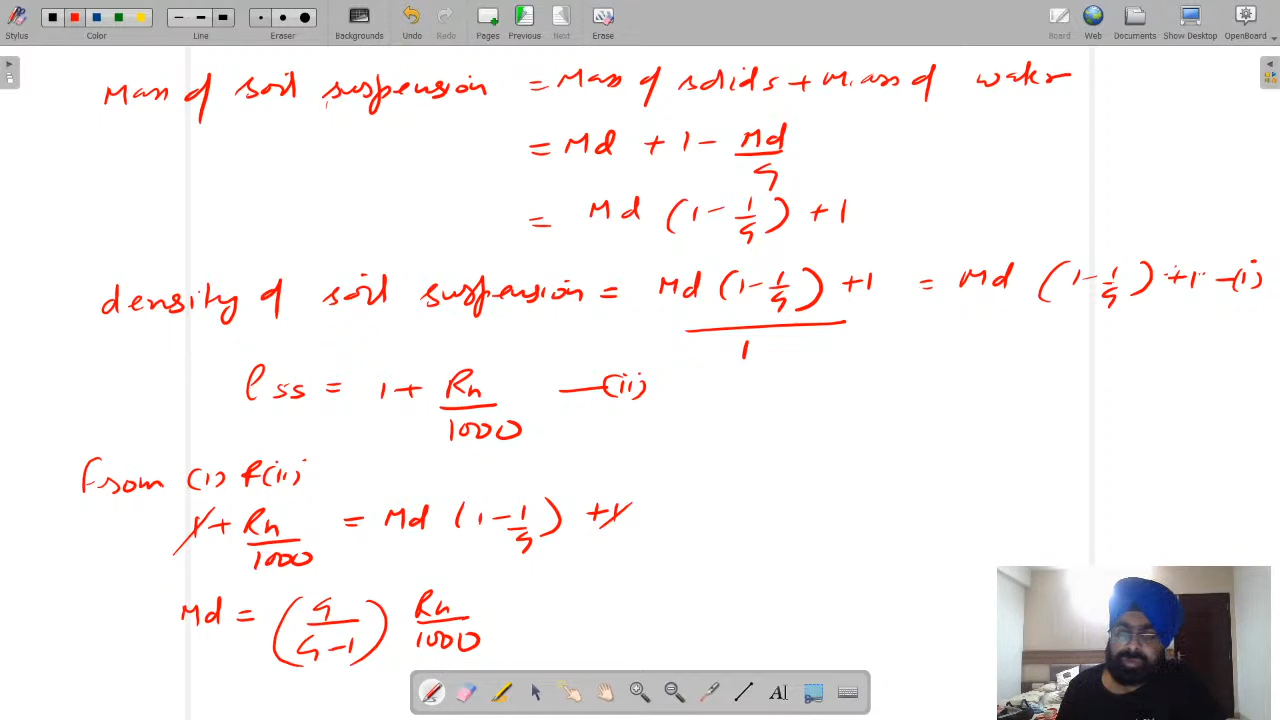 Stylus Color Line Eraser Backgrounds Undo Redo Pages Previous Next Erase Board Web Documents Show Desktop OpenBoard
Mass of soil suspension = Mass of solids + Mass of water
= Md + 1 - Md/G
= Md (1 - 1/G) + 1
density of soil suspension = Md (1 - 1/G) + 1 / 1 = Md (1 - 1/G) + 1 - (i)
ρss = 1 + Rh/1000 — (ii)
From (i) & (ii)
1 + Rh/1000 = Md (1 - 1/G) + 1
Md = (G/G-1) Rh/1000